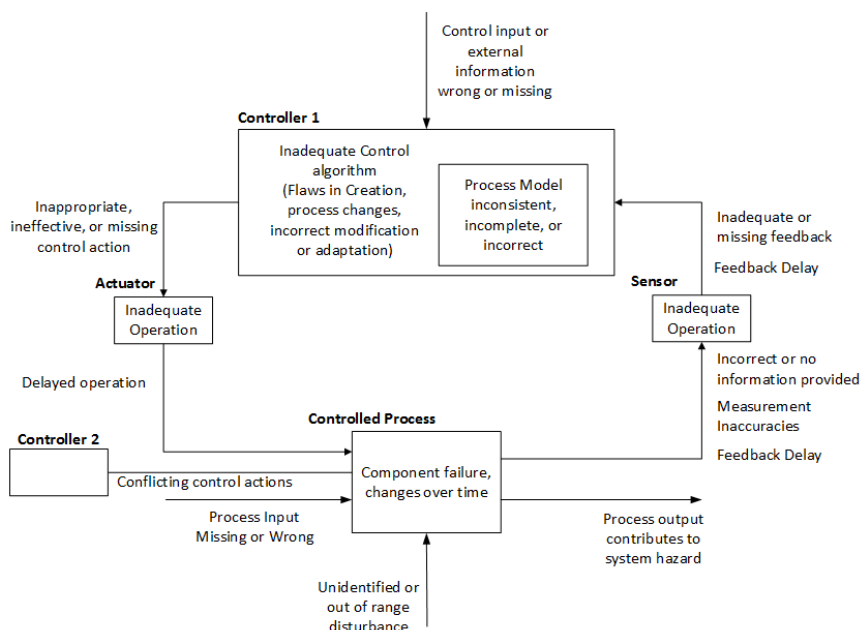 Control input or
external
information
wrong or missing
Controller 1
Inadequate Control
algorithm
(Flaws in Creation,
process changes,
incorrect modification
or adaptation)
Process Model
inconsistent,
incomplete, or
incorrect
Inappropriate,
ineffective, or missing
control action
Inadequate or
missing feedback
Feedback Delay
Actuator
Inadequate
Operation
Sensor
Inadequate
Operation
Delayed operation
Incorrect or no
information provided
Measurement
Inaccuracies
Feedback Delay
Controlled Process
Component failure,
changes over time
Controller 2
Conflicting control actions
Process Input
Missing or Wrong
Process output
contributes to
system hazard
Unidentified or
out of range
disturbance